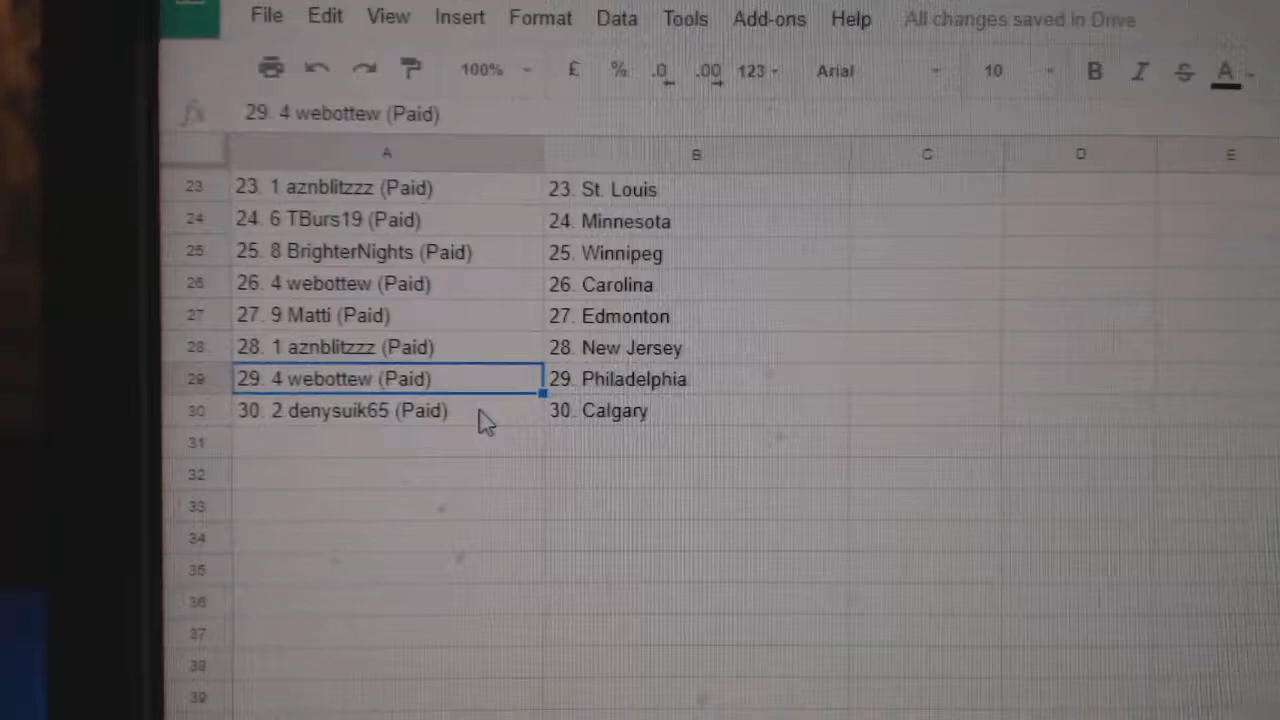 File Edit View Insert Format Data Tools Add-ons Help All changes saved in Drive
100% £ % .0 .00 123 Arial 10 B I S A
fx 29. 4 webottew (Paid)
A B C D E
23 23. 1 aznblitzzz (Paid) 23. St. Louis
24 24. 6 TBurs19 (Paid) 24. Minnesota
25 25. 8 BrighterNights (Paid) 25. Winnipeg
26 26. 4 webottew (Paid) 26. Carolina
27 27. 9 Matti (Paid) 27. Edmonton
28 28. 1 aznblitzzz (Paid) 28. New Jersey
29 29. 4 webottew (Paid) 29. Philadelphia
30 30. 2 denysuik65 (Paid) 30. Calgary
31
32
33
34
35
36
37
38
39